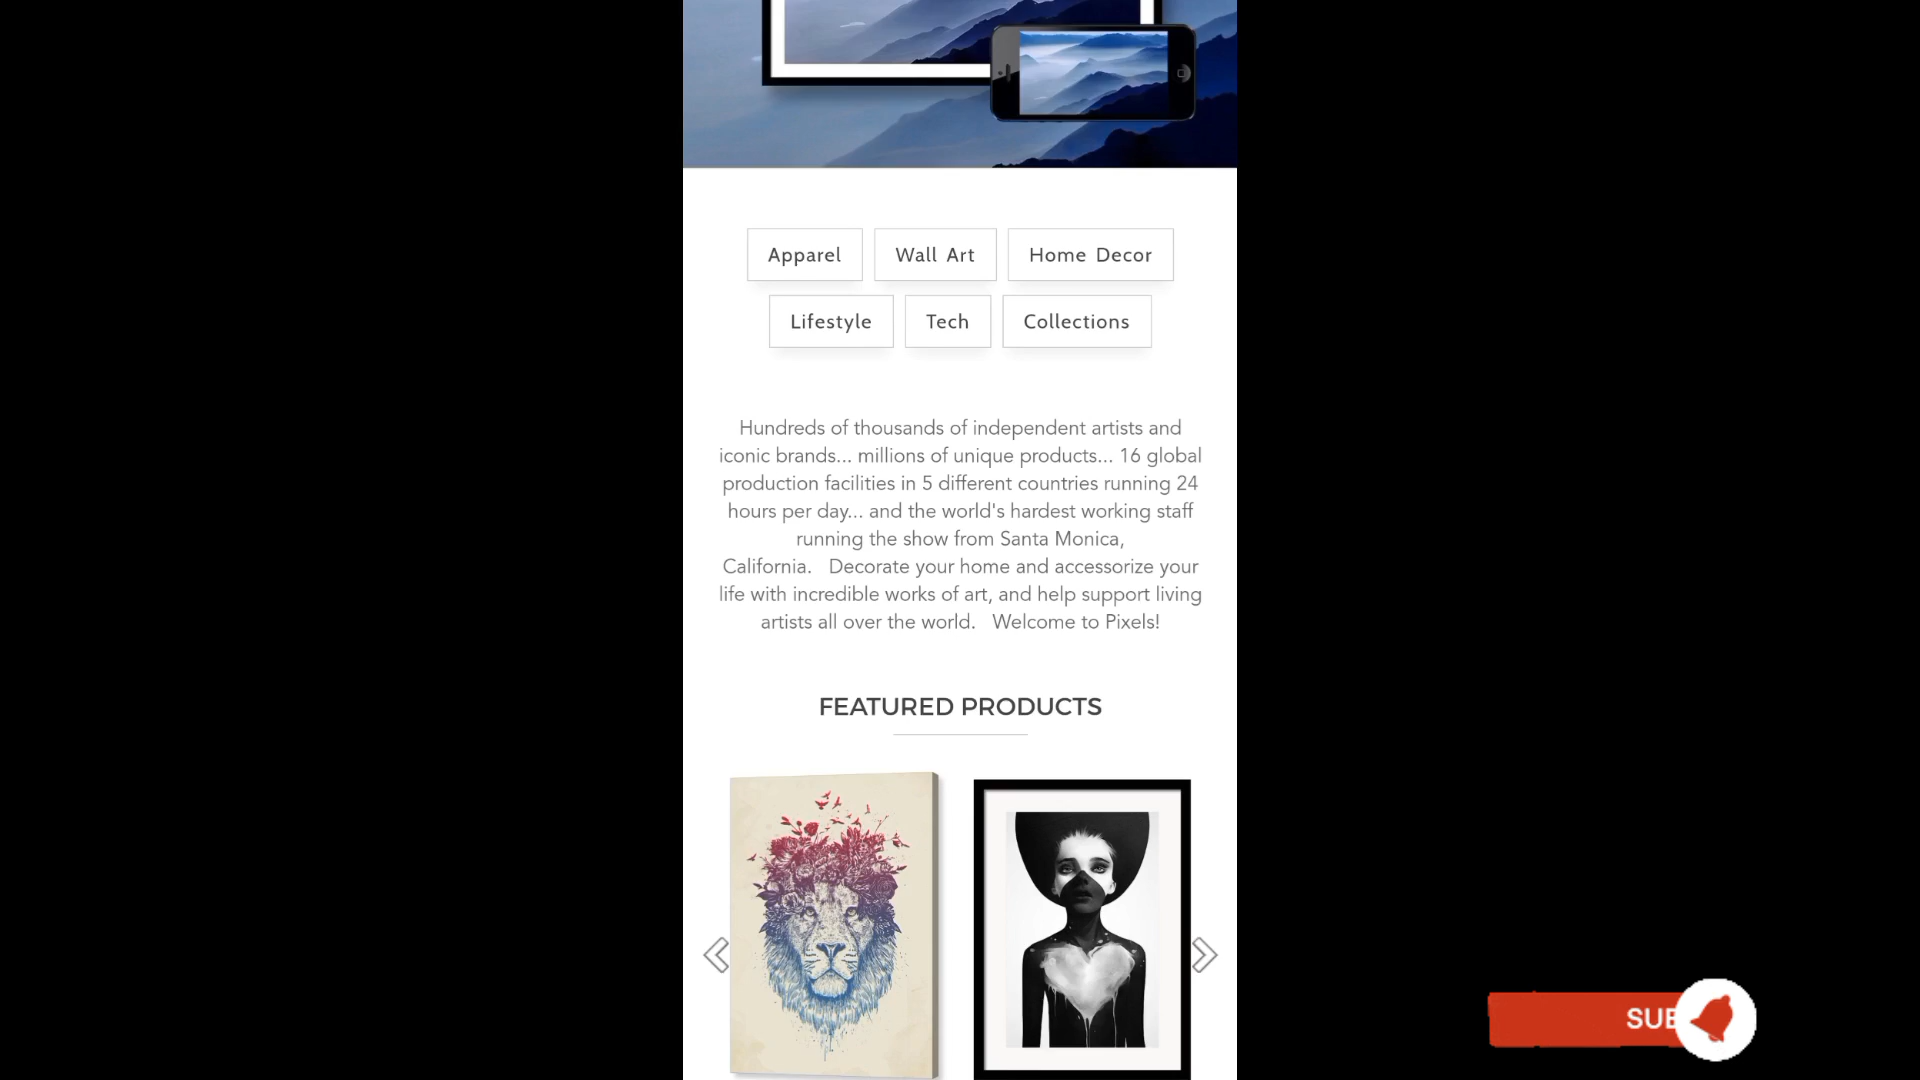 Apparel
Wall Art
Home Decor
Lifestyle
Tech
Collections
Hundreds of thousands of independent artists and
iconic brands... millions of unique products... 16 global
production facilities in 5 different countries running 24
hours per day... and the world's hardest working staff
running the show from Santa Monica,
California. Decorate your home and accessorize your
life with incredible works of art, and help support living
artists all over the world. Welcome to Pixels!
FEATURED PRODUCTS
SUB